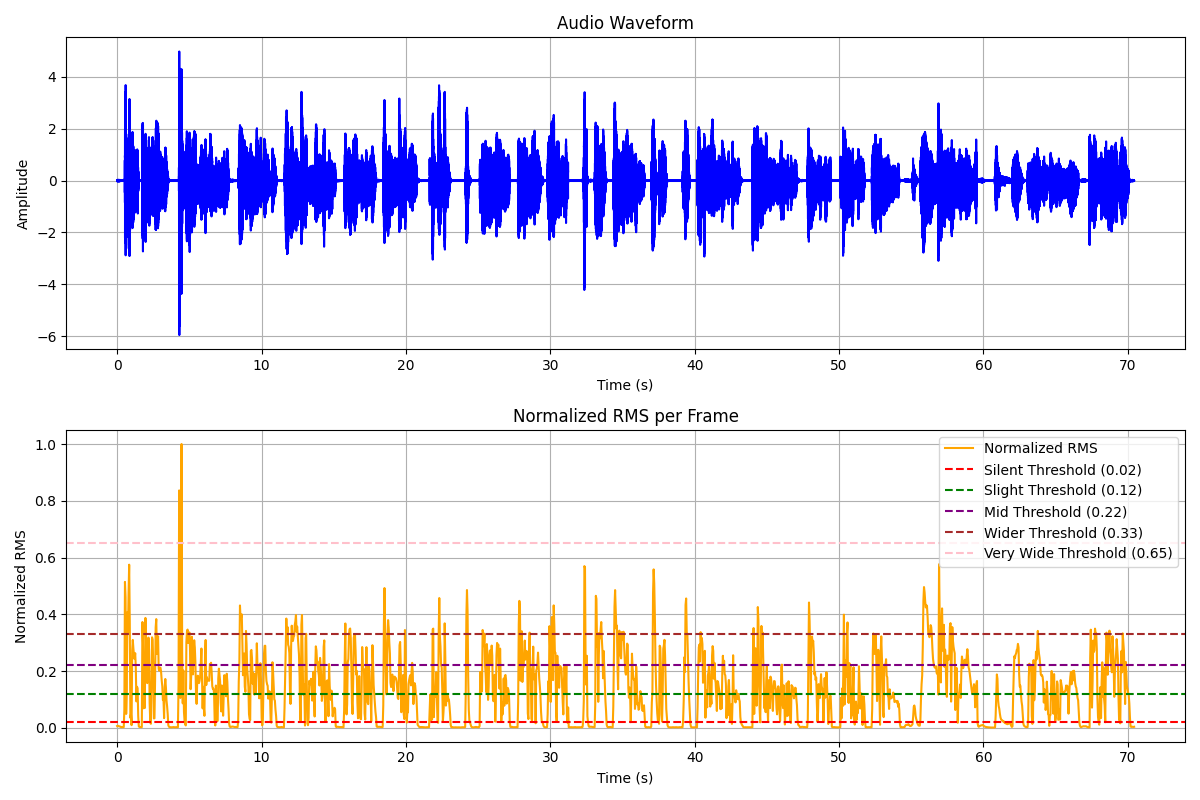 Audio Waveform
Amplitude
4
2
0
−2
−4
−6
0 10 20 30 40 50 60 70
Time (s)
Normalized RMS per Frame
Normalized RMS
1.0
0.8
0.6
0.4
0.2
0.0
Normalized RMS
Silent Threshold (0.02)
Slight Threshold (0.12)
Mid Threshold (0.22)
Wider Threshold (0.33)
Very Wide Threshold (0.65)
0 10 20 30 40 50 60 70
Time (s)